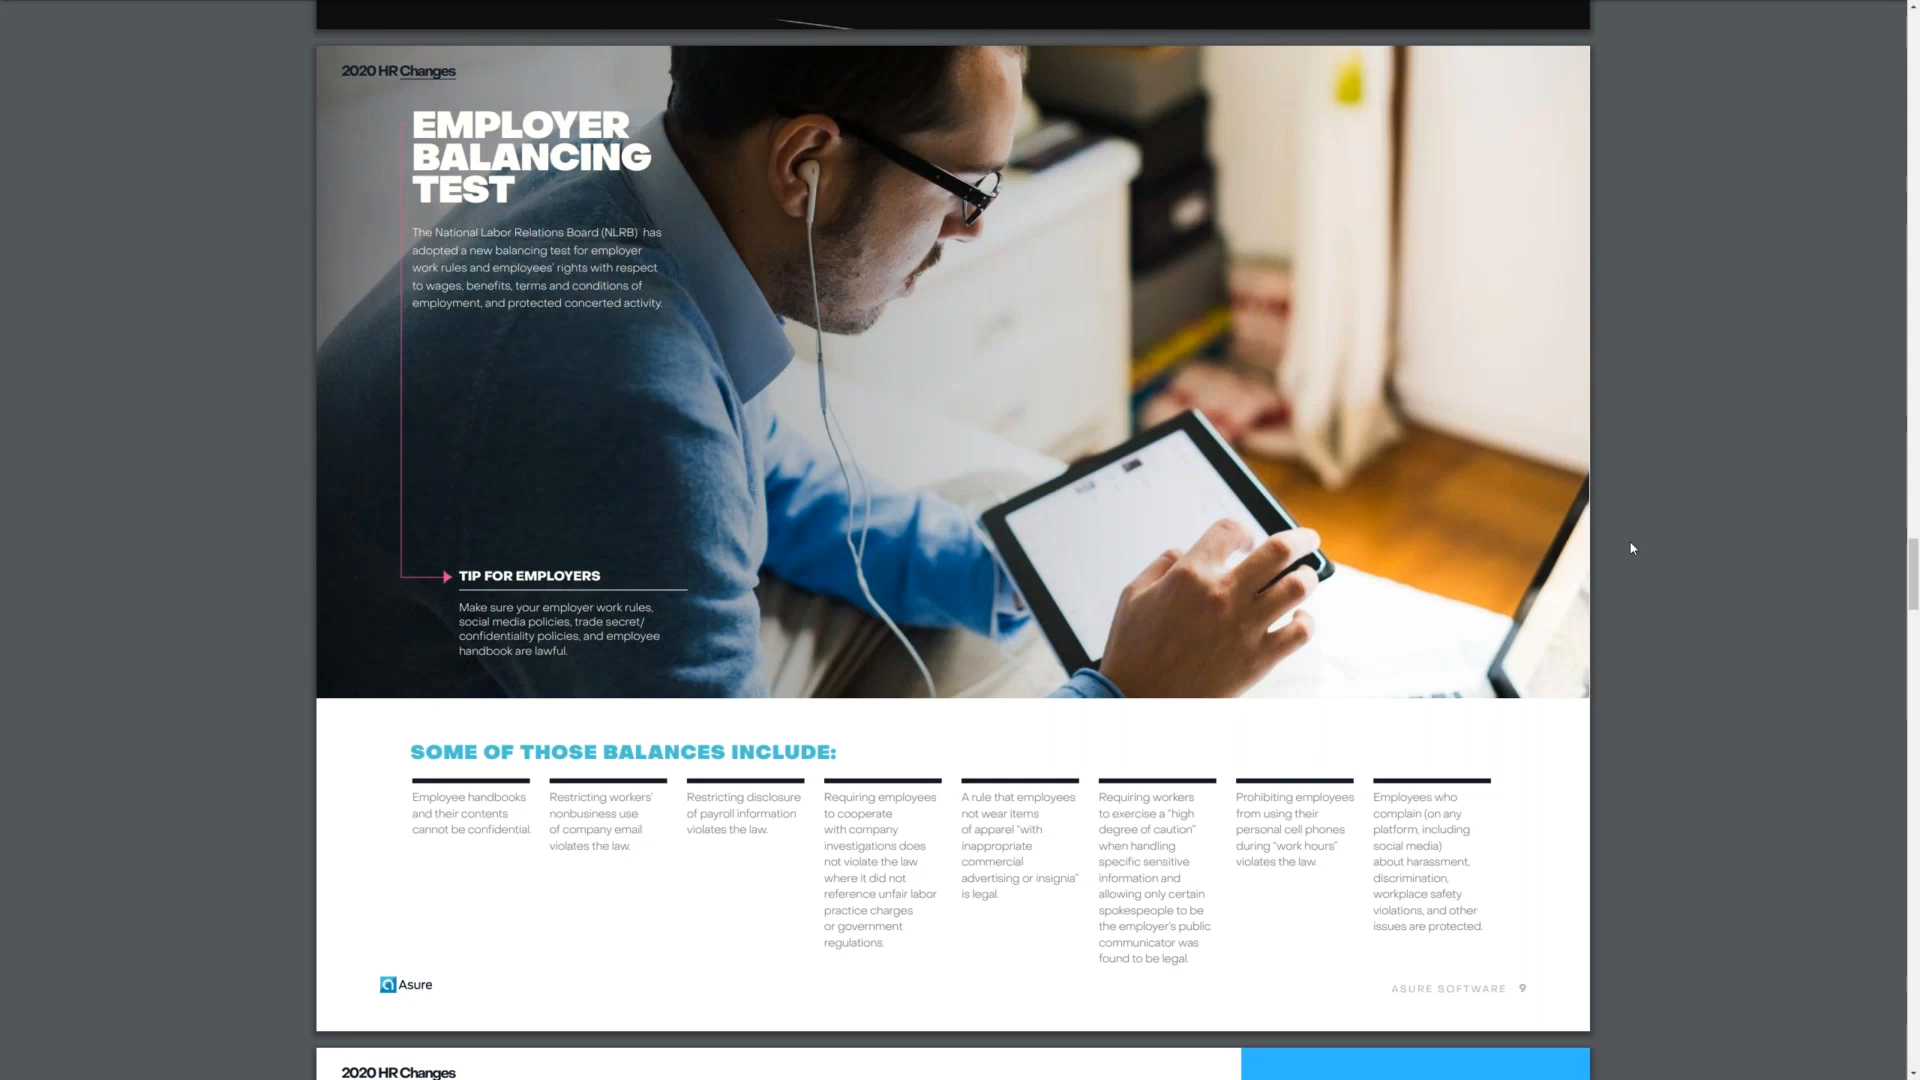 2020 HR Changes
EMPLOYER
BALANCING
TEST
The National Labor Relations Board (NLRB) has
adopted a new balancing test for employer
work rules and employees' rights with respect
to wages, benefits, terms and conditions of
employment, and protected concerted activity.
TIP FOR EMPLOYERS
Make sure your employer work rules,
social media policies, trade secret/
confidentiality policies, and employee
handbook are lawful.
SOME OF THOSE BALANCES INCLUDE:
Employee handbooks
and their contents
cannot be confidential.
Restricting workers'
nonbusiness use
of company email
violates the law.
Restricting disclosure
of payroll information
violates the law.
Requiring employees
to cooperate
with company
investigations does
not violate the law
where it did not
reference unfair labor
practice charges
or government
regulations.
A rule that employees
not wear items
of apparel "with
inappropriate
commercial
advertising or insignia"
is legal.
Requiring workers
to exercise a "high
degree of caution"
when handling
specific sensitive
information and
allowing only certain
spokespeople to be
the employer's public
communicator was
found to be legal.
Prohibiting employees
from using their
personal cell phones
during "work hours"
violates the law.
Employees who
complain (on any
platform, including
social media)
about harassment,
discrimination,
workplace safety
violations, and other
issues are protected.
Asure
ASURE SOFTWARE 9
2020 HR Changes